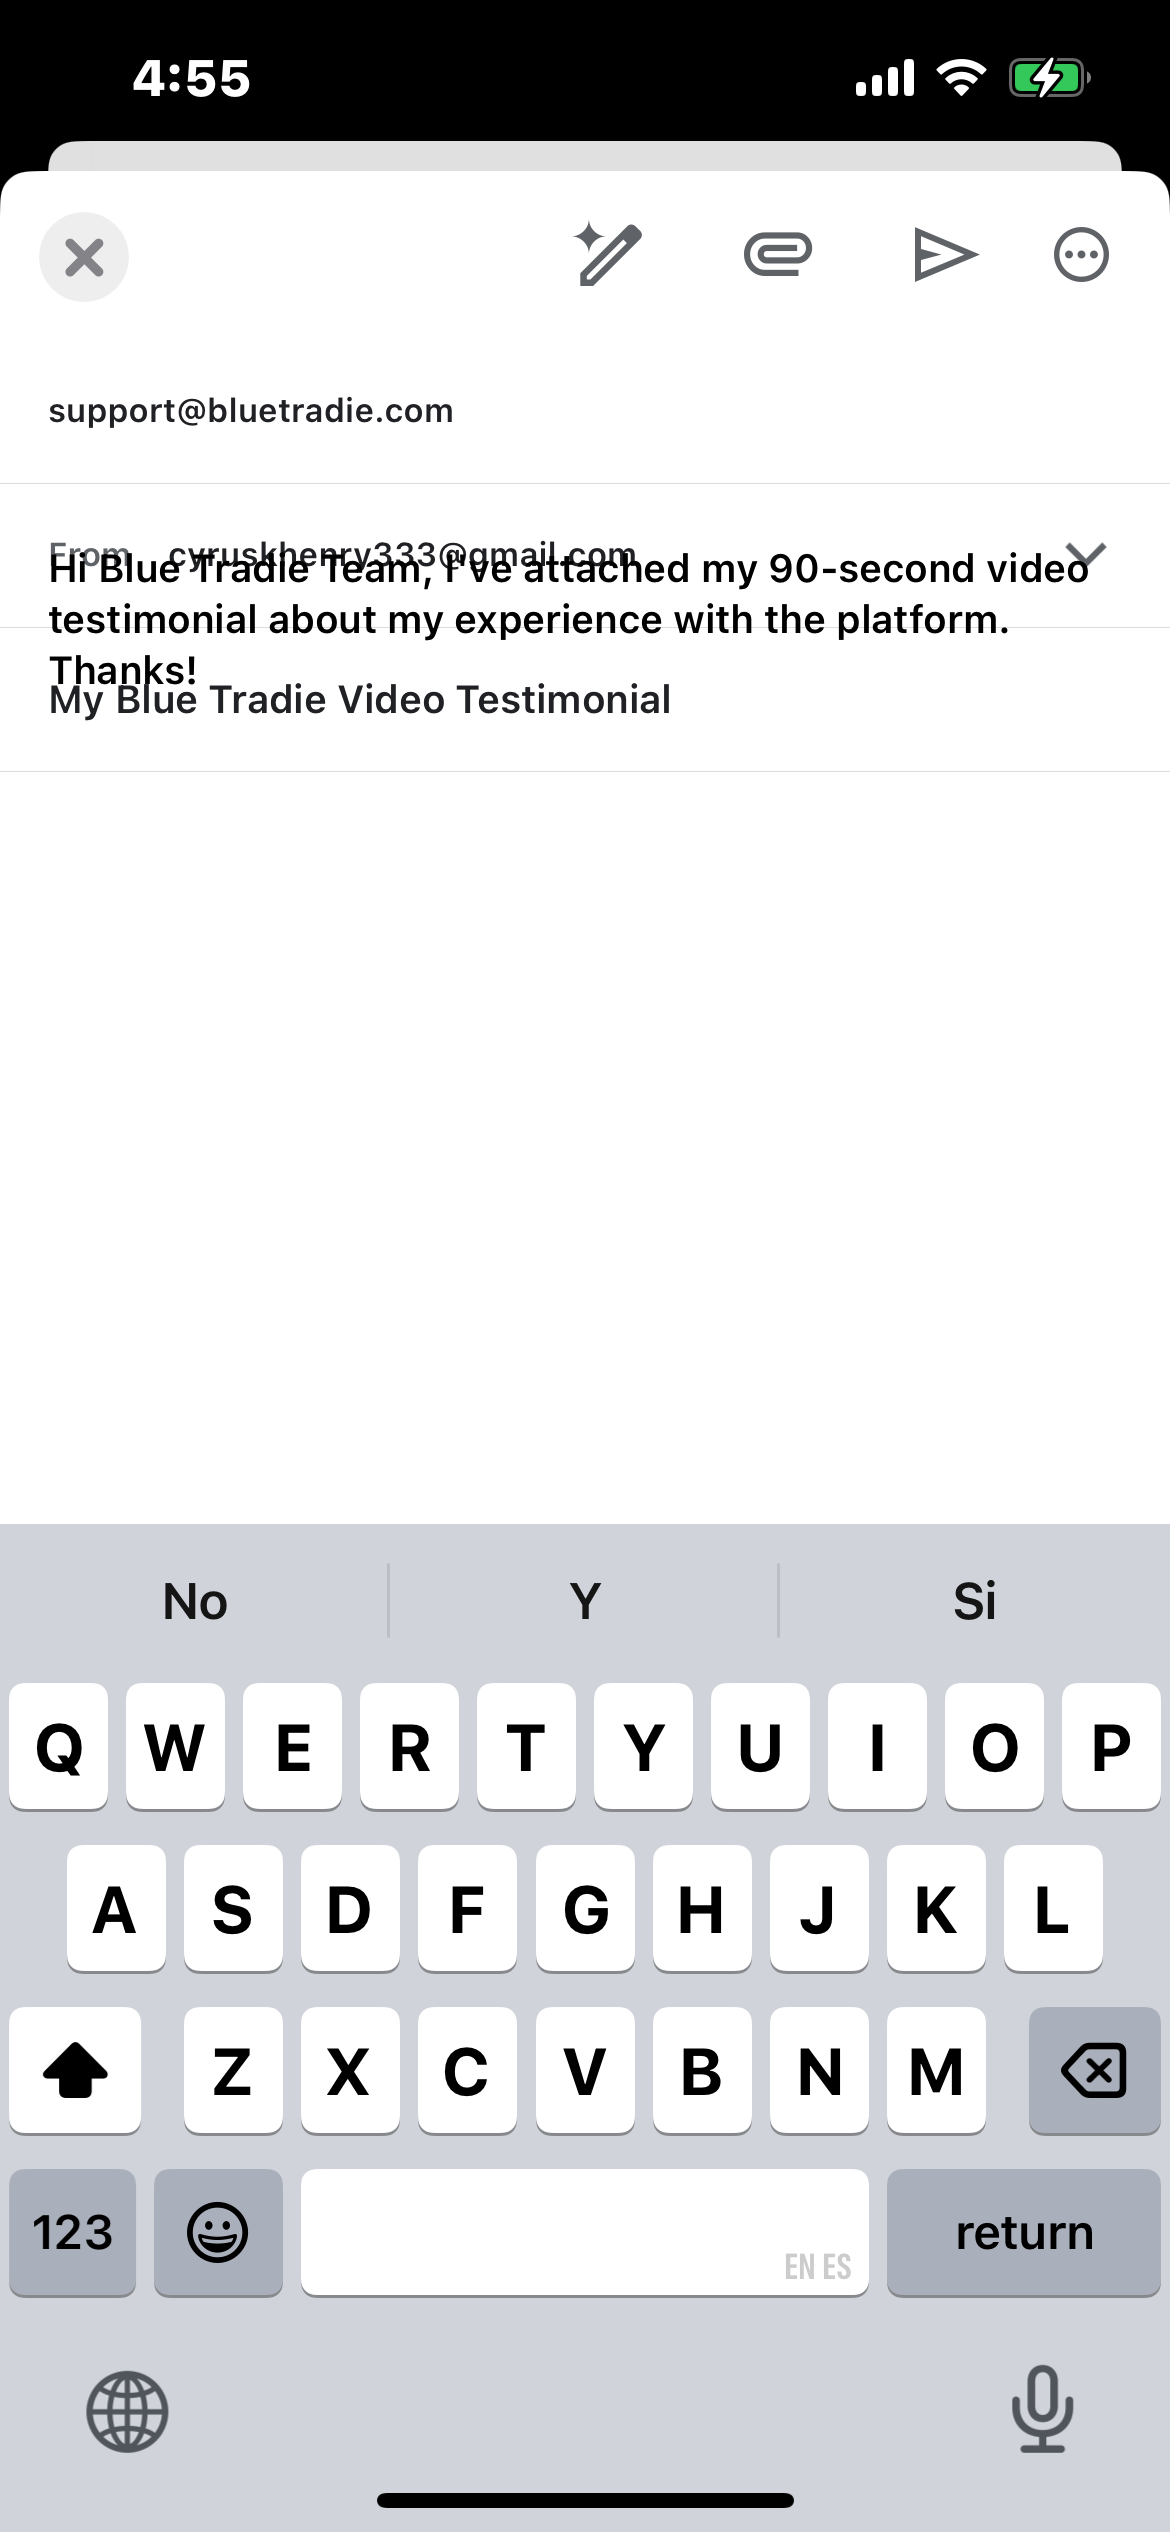 4:55
support@bluetradie.com
From cyruskhenry333@gmail.com
Hi Blue Tradie Team, I've attached my 90-second video
testimonial about my experience with the platform.
Thanks!
My Blue Tradie Video Testimonial
No Y Si
Q W E R T Y U I O P
A S D F G H J K L
Z X C V B N M
123 EN ES return